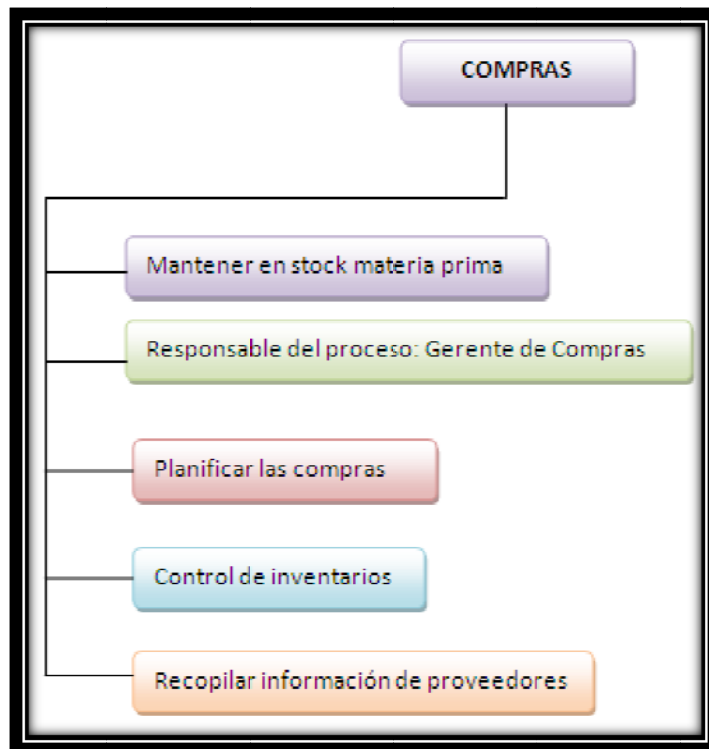 COMPRAS
Mantener en stock materia prima
Responsable del proceso: Gerente de Compras
Planificar las compras
Control de inventarios
Recopilar información de proveedores